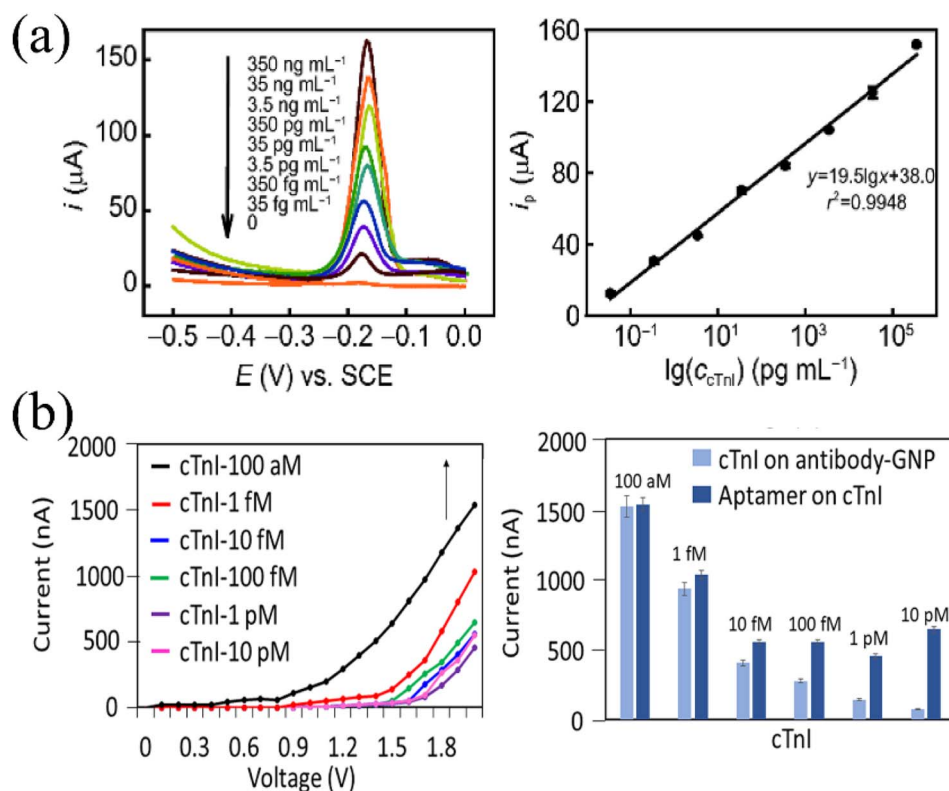 (a)
i (μA)
150
100
50
0
350 ng mL⁻¹
35 ng mL⁻¹
3.5 ng mL⁻¹
350 pg mL⁻¹
35 pg mL⁻¹
3.5 pg mL⁻¹
350 fg mL⁻¹
35 fg mL⁻¹
0
−0.5 −0.4 −0.3 −0.2 −0.1 0.0
E (V) vs. SCE
iₚ (μA)
160
120
80
40
0
y=19.5lgx+38.0
r²=0.9948
10⁻¹ 10¹ 10³ 10⁵
lg(c_cTnI) (pg mL⁻¹)
(b)
Current (nA)
2000
1500
1000
500
0
cTnI-100 aM
cTnI-1 fM
cTnI-10 fM
cTnI-100 fM
cTnI-1 pM
cTnI-10 pM
0 0.3 0.6 0.9 1.2 1.5 1.8
Voltage (V)
Current (nA)
2000
1500
1000
500
0
cTnI on antibody-GNP
Aptamer on cTnI
100 aM
1 fM
10 fM
100 fM
1 pM
10 pM
cTnI